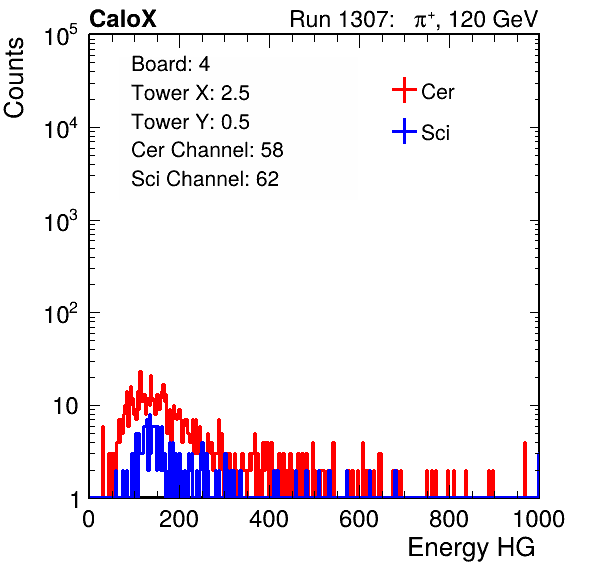 CaloX Run 1307: π⁺, 120 GeV
Counts
10⁵
10⁴
10³
10²
10
1
Board: 4
Tower X: 2.5
Tower Y: 0.5
Cer Channel: 58
Sci Channel: 62
Cer
Sci
0 200 400 600 800 1000
Energy HG